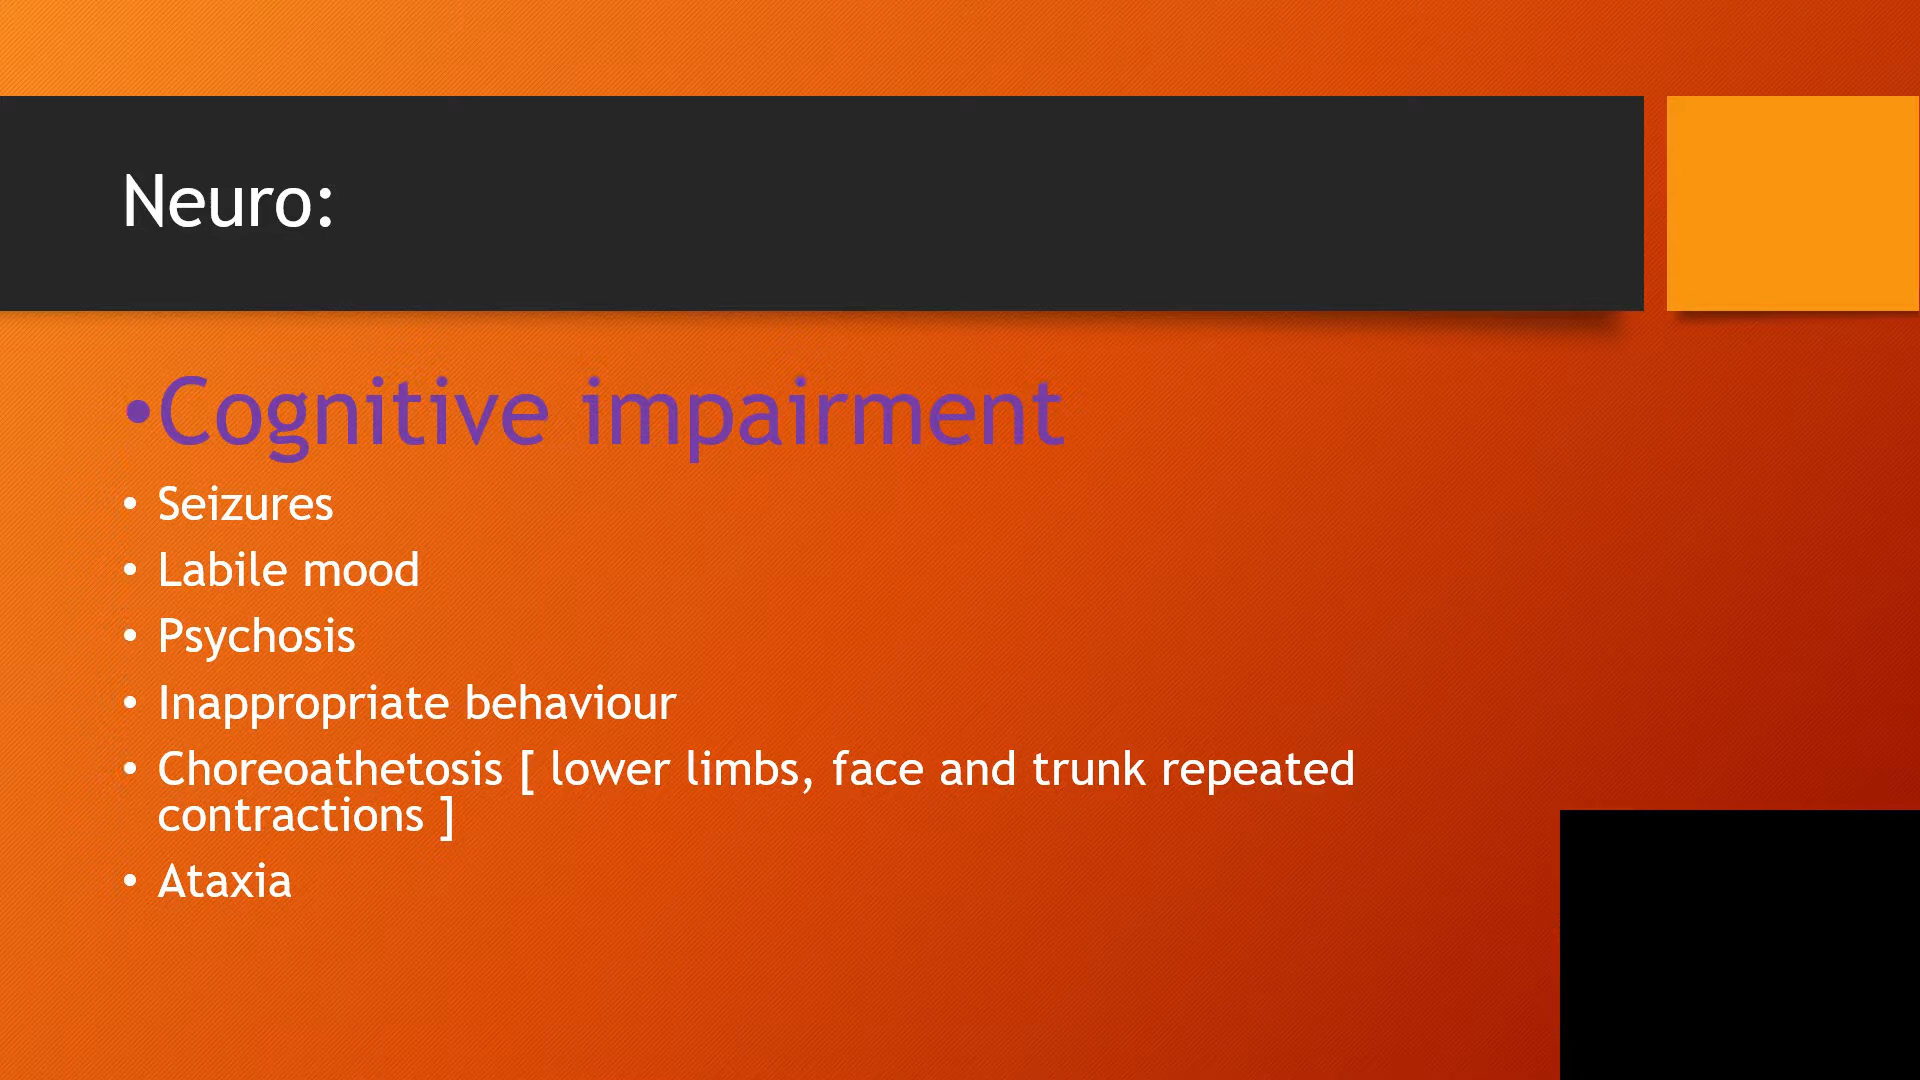 Neuro:
•Cognitive impairment
• Seizures
• Labile mood
• Psychosis
• Inappropriate behaviour
• Choreoathetosis [ lower limbs, face and trunk repeated
contractions ]
• Ataxia